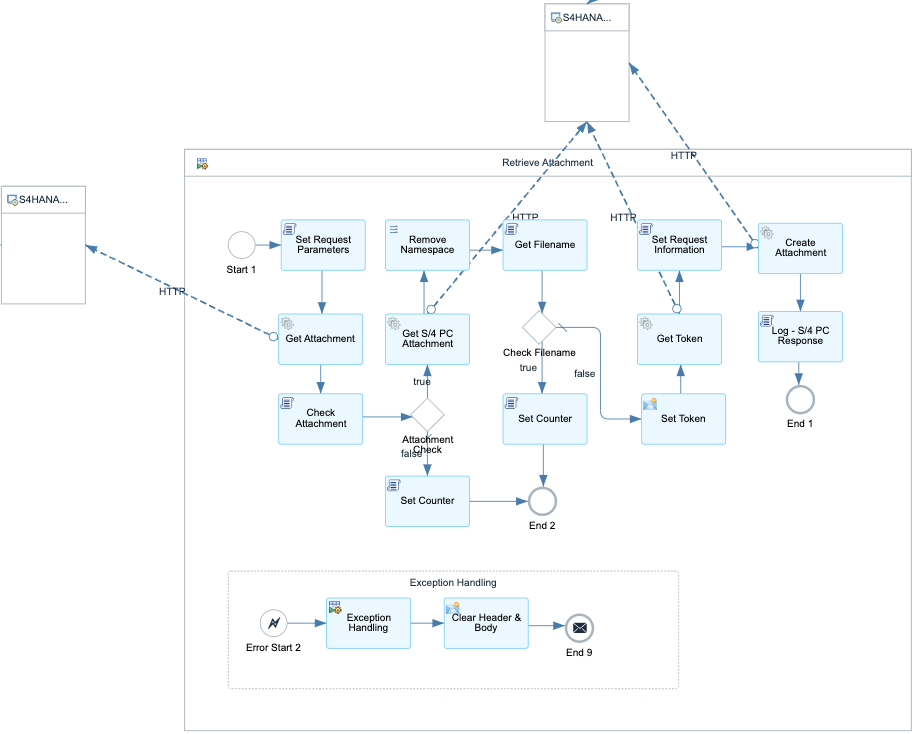 S4HANA...
Retrieve Attachment
HTTP
S4HANA...
HTTP
HTTP
Set Request
Parameters
Remove
Namespace
Get Filename
Set Request
Information
Create
Attachment
Start 1
HTTP
Get Attachment
Get S/4 PC
Attachment
Check Filename
Get Token
Log - S/4 PC
Response
true
false
true
Check
Attachment
Set Counter
Set Token
End 1
Attachment
Check
false
Set Counter
End 2
Exception Handling
Exception
Handling
Clear Header &
Body
Error Start 2
End 9